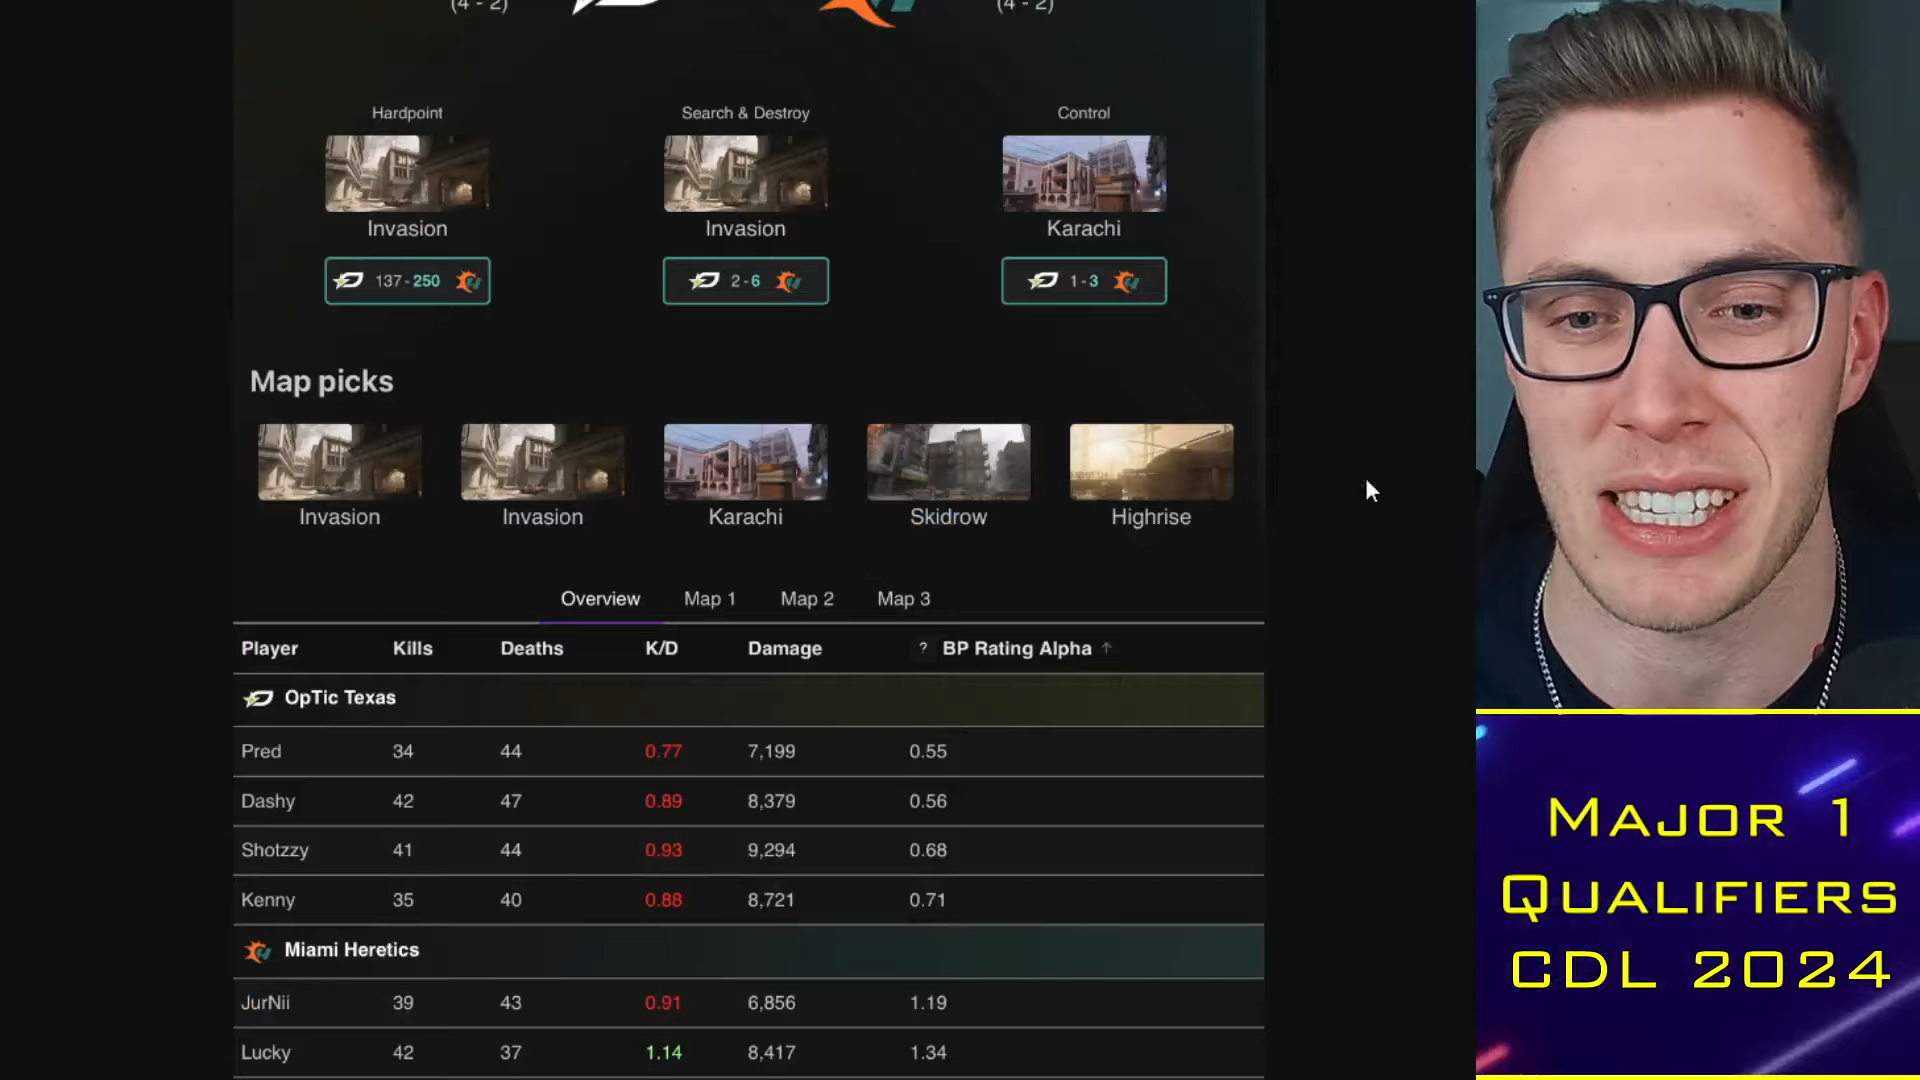 (4 - 2)
(4 - 2)
Hardpoint
Search & Destroy
Control
Invasion
Invasion
Karachi
137-250
2-6
1-3
Map picks
Invasion
Invasion
Karachi
Skidrow
Highrise
Overview
Map 1
Map 2
Map 3
Player Kills Deaths K/D Damage ? BP Rating Alpha ↑
OpTic Texas
Pred 34 44 0.77 7,199 0.55
Dashy 42 47 0.89 8,379 0.56
Shotzzy 41 44 0.93 9,294 0.68
Kenny 35 40 0.88 8,721 0.71
Miami Heretics
JurNii 39 43 0.91 6,856 1.19
Lucky 42 37 1.14 8,417 1.34
MAJOR 1
QUALIFIERS
CDL 2024